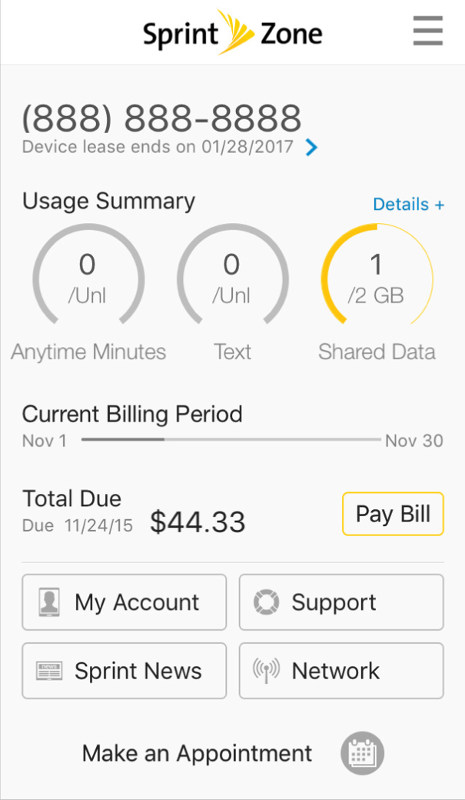 Sprint Zone
(888) 888-8888
Device lease ends on 01/28/2017
Usage Summary
Details +
0 0 1
/Unl /Unl /2 GB
Anytime Minutes Text Shared Data
Current Billing Period
Nov 1 Nov 30
Total Due
Due 11/24/15 $44.33
Pay Bill
My Account Support
NEWS Sprint News Network
Make an Appointment